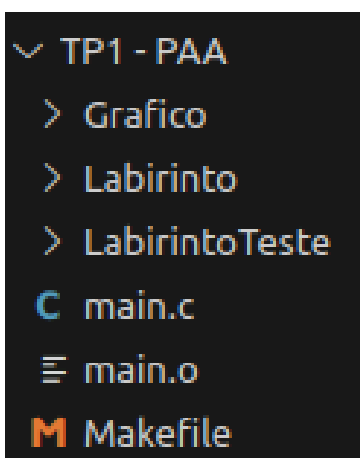 TP1 - PAA
Grafico
Labirinto
LabirintoTeste
C main.c
main.o
M Makefile